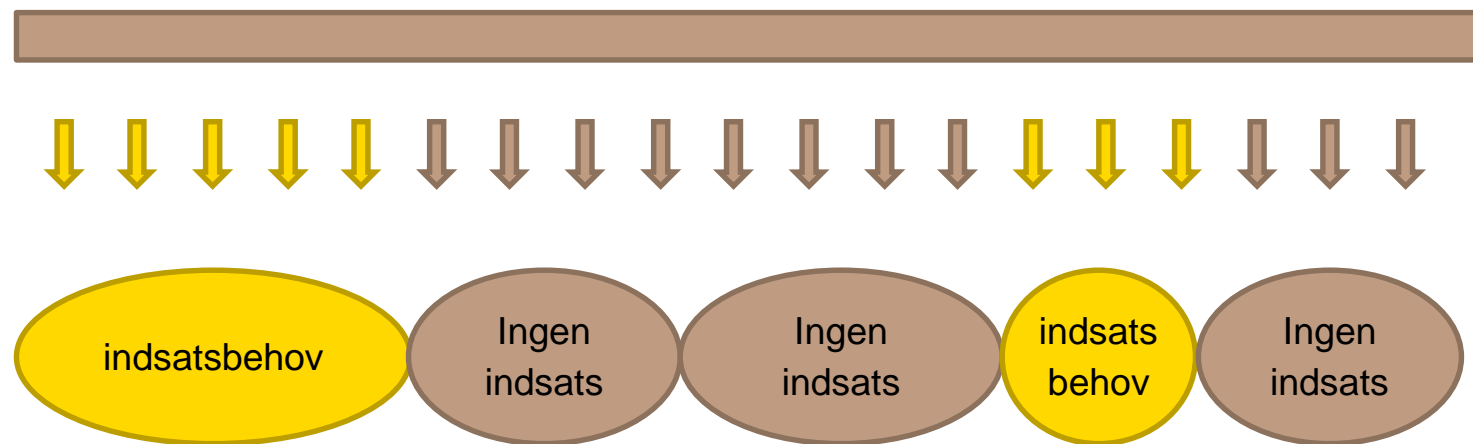 indsatsbehov
Ingen
indsats
Ingen
indsats
indsats
behov
Ingen
indsats